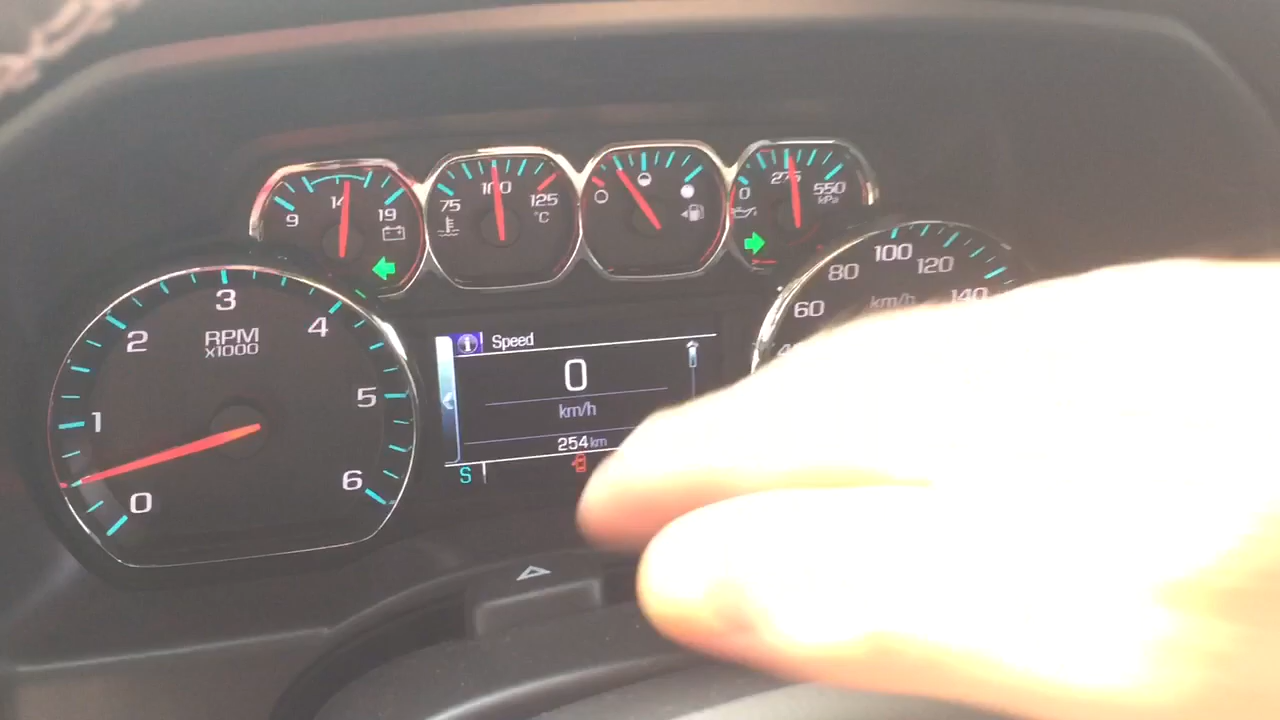 9 14 19
75 100 125
°C
0 275 550
kPa
RPM
x1000
0 1 2 3 4 5 6
60 80 100 120 140
km/h
Speed
0
km/h
254 km
S